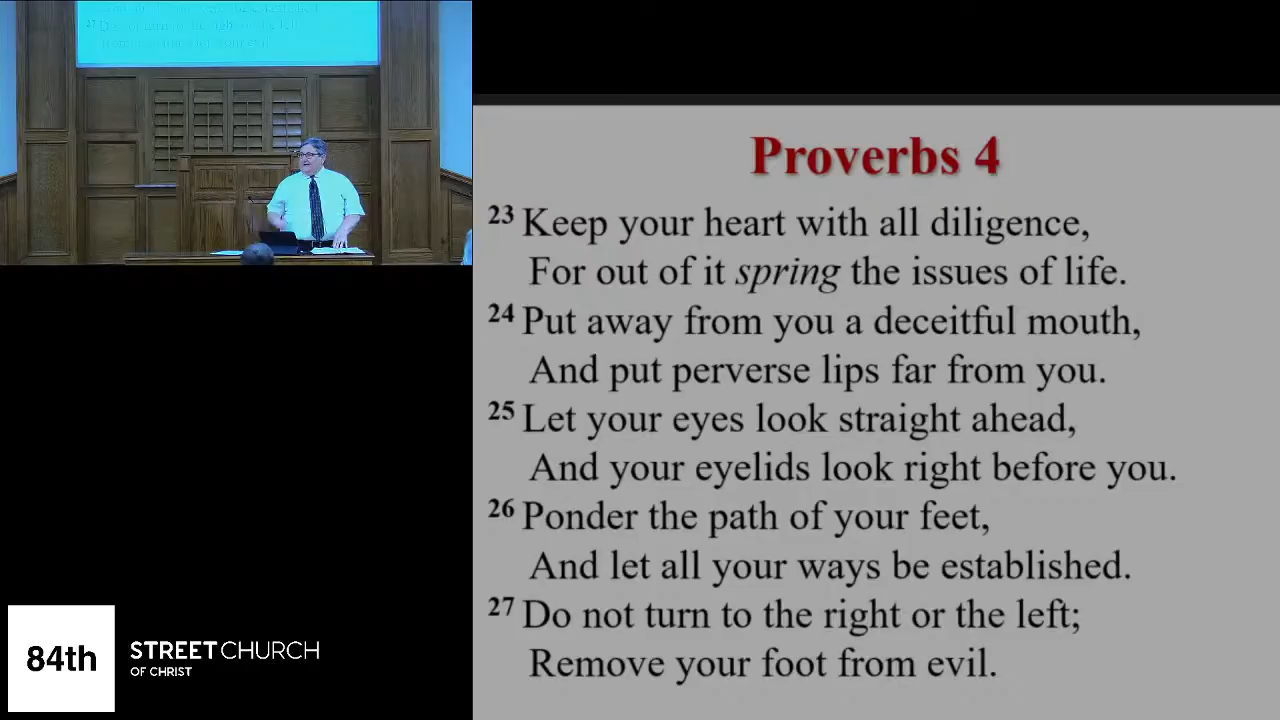 Proverbs 4
23 Keep your heart with all diligence,
For out of it spring the issues of life.
24 Put away from you a deceitful mouth,
And put perverse lips far from you.
25 Let your eyes look straight ahead,
And your eyelids look right before you.
26 Ponder the path of your feet,
And let all your ways be established.
27 Do not turn to the right or the left;
Remove your foot from evil.
84th
STREET CHURCH
OF CHRIST